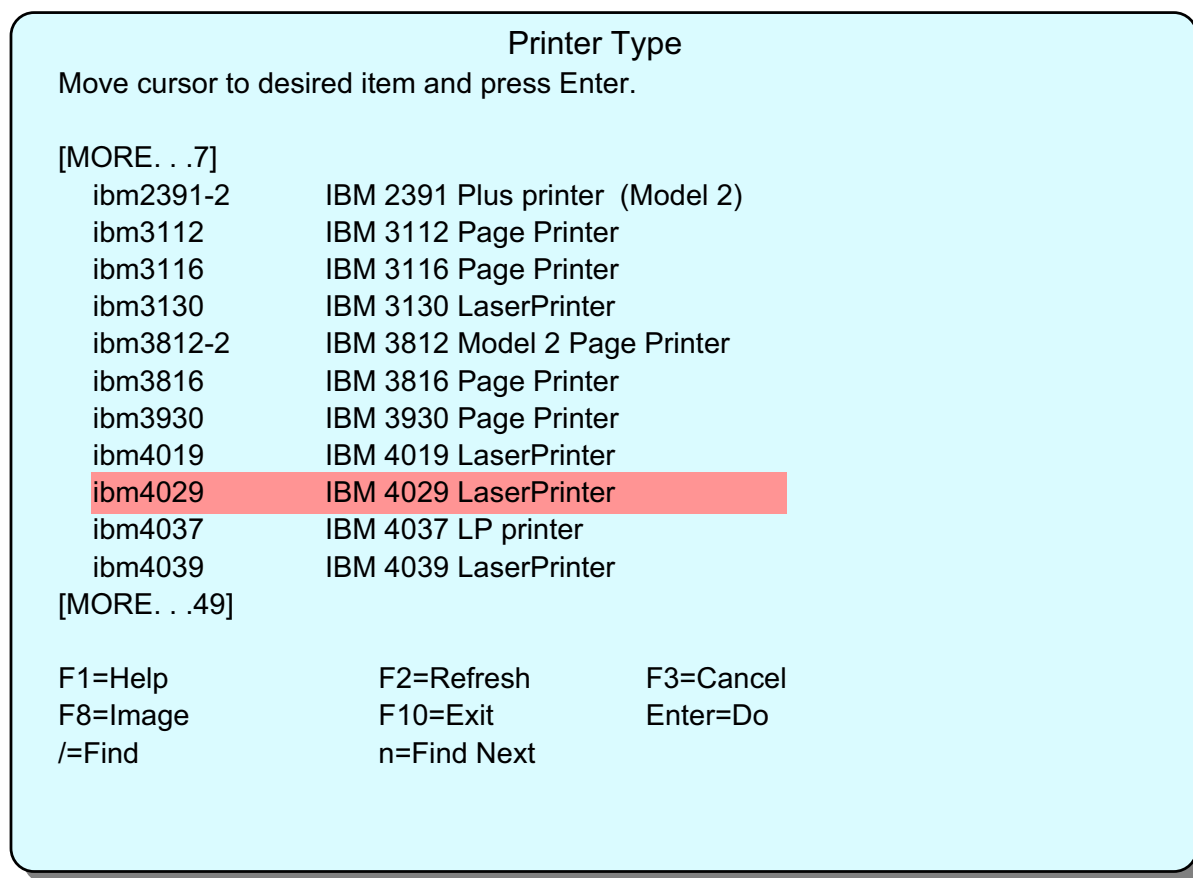 Printer Type
Move cursor to desired item and press Enter.
[MORE. . .7]
ibm2391-2 IBM 2391 Plus printer (Model 2)
ibm3112 IBM 3112 Page Printer
ibm3116 IBM 3116 Page Printer
ibm3130 IBM 3130 LaserPrinter
ibm3812-2 IBM 3812 Model 2 Page Printer
ibm3816 IBM 3816 Page Printer
ibm3930 IBM 3930 Page Printer
ibm4019 IBM 4019 LaserPrinter
ibm4029 IBM 4029 LaserPrinter
ibm4037 IBM 4037 LP printer
ibm4039 IBM 4039 LaserPrinter
[MORE. . .49]
F1=Help F2=Refresh F3=Cancel
F8=Image F10=Exit Enter=Do
/=Find n=Find Next